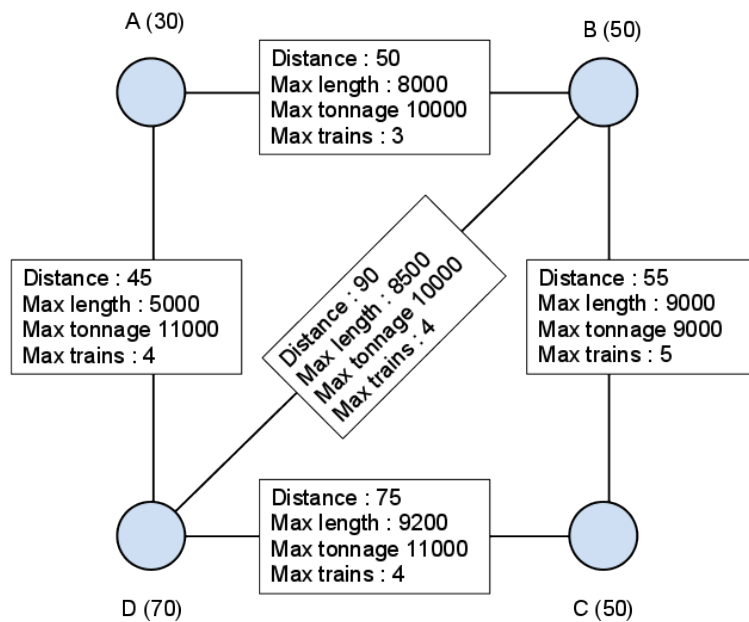 A (30)
B (50)
Distance : 50
Max length : 8000
Max tonnage 10000
Max trains : 3
Distance : 45
Max length : 5000
Max tonnage 11000
Max trains : 4
Distance : 90
Max length : 8500
Max tonnage 10000
Max trains : 4
Distance : 55
Max length : 9000
Max tonnage 9000
Max trains : 5
Distance : 75
Max length : 9200
Max tonnage 11000
Max trains : 4
D (70)
C (50)